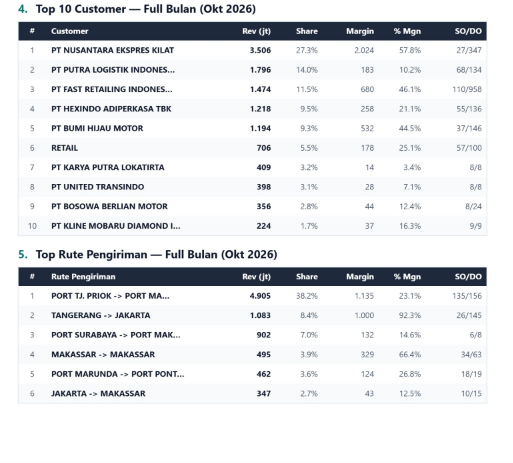 4. Top 10 Customer — Full Bulan (Okt 2026)
# Customer Rev (jt) Share Margin % Mgn SO/DO
1 PT NUSANTARA EKSPRES KILAT 3.506 27.3% 2.024 57.8% 27/347
2 PT PUTRA LOGISTIK INDONES... 1.796 14.0% 183 10.2% 68/134
3 PT FAST RETAILING INDONES... 1.474 11.5% 680 46.1% 110/958
4 PT HEXINDO ADIPERKASA TBK 1.218 9.5% 258 21.1% 55/136
5 PT BUMI HIJAU MOTOR 1.194 9.3% 532 44.5% 37/146
6 RETAIL 706 5.5% 178 25.1% 57/100
7 PT KARYA PUTRA LOKATIRTA 409 3.2% 14 3.4% 8/8
8 PT UNITED TRANSINDO 398 3.1% 28 7.1% 8/8
9 PT BOSOWA BERLIAN MOTOR 356 2.8% 44 12.4% 8/24
10 PT KLINE MOBARU DIAMOND I... 224 1.7% 37 16.3% 9/9
5. Top Rute Pengiriman — Full Bulan (Okt 2026)
# Rute Pengiriman Rev (jt) Share Margin % Mgn SO/DO
1 PORT TJ. PRIOK -> PORT MA... 4.905 38.2% 1.135 23.1% 135/156
2 TANGERANG -> JAKARTA 1.083 8.4% 1.000 92.3% 26/145
3 PORT SURABAYA -> PORT MAK... 902 7.0% 132 14.6% 6/8
4 MAKASSAR -> MAKASSAR 495 3.9% 329 66.4% 34/63
5 PORT MARUNDA -> PORT PONT... 462 3.6% 124 26.8% 18/19
6 JAKARTA -> MAKASSAR 347 2.7% 43 12.5% 10/15